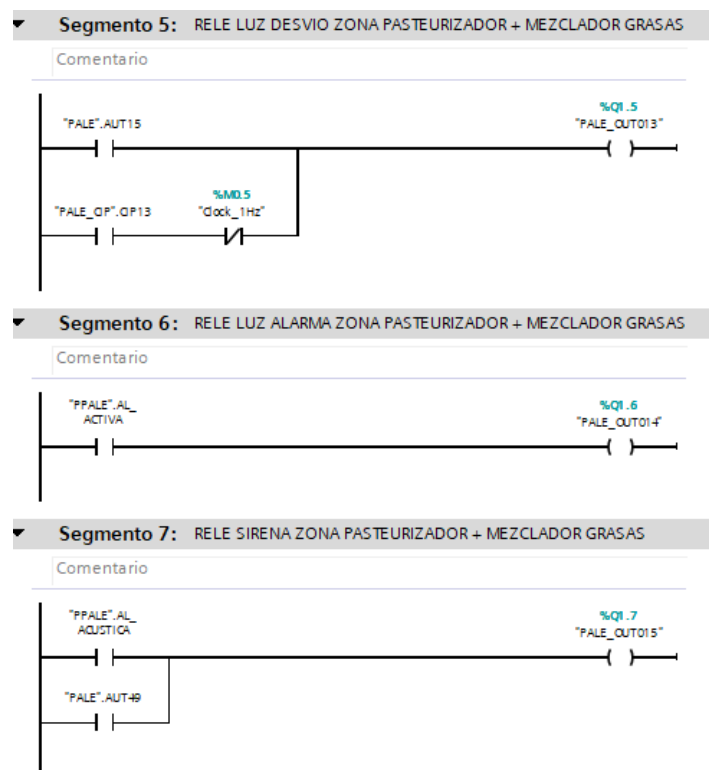 Segmento 5: RELE LUZ DESVIO ZONA PASTEURIZADOR + MEZCLADOR GRASAS
Comentario
%Q1.5
"PALE".AUT15
"PALE_OUT013"
%M0.5
"PALE_CIP".CIP13
"Clock_1Hz"
Segmento 6: RELE LUZ ALARMA ZONA PASTEURIZADOR + MEZCLADOR GRASAS
Comentario
"PPALE".AL_
ACTIVA
%Q1.6
"PALE_OUT014"
Segmento 7: RELE SIRENA ZONA PASTEURIZADOR + MEZCLADOR GRASAS
Comentario
"PPALE".AL_
ACUSTICA
%Q1.7
"PALE_OUT015"
"PALE".AUT49